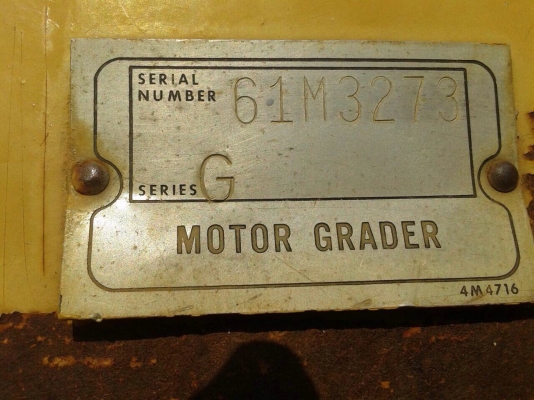 SERIAL
NUMBER 61M3273
SERIES G
MOTOR GRADER
4M4716